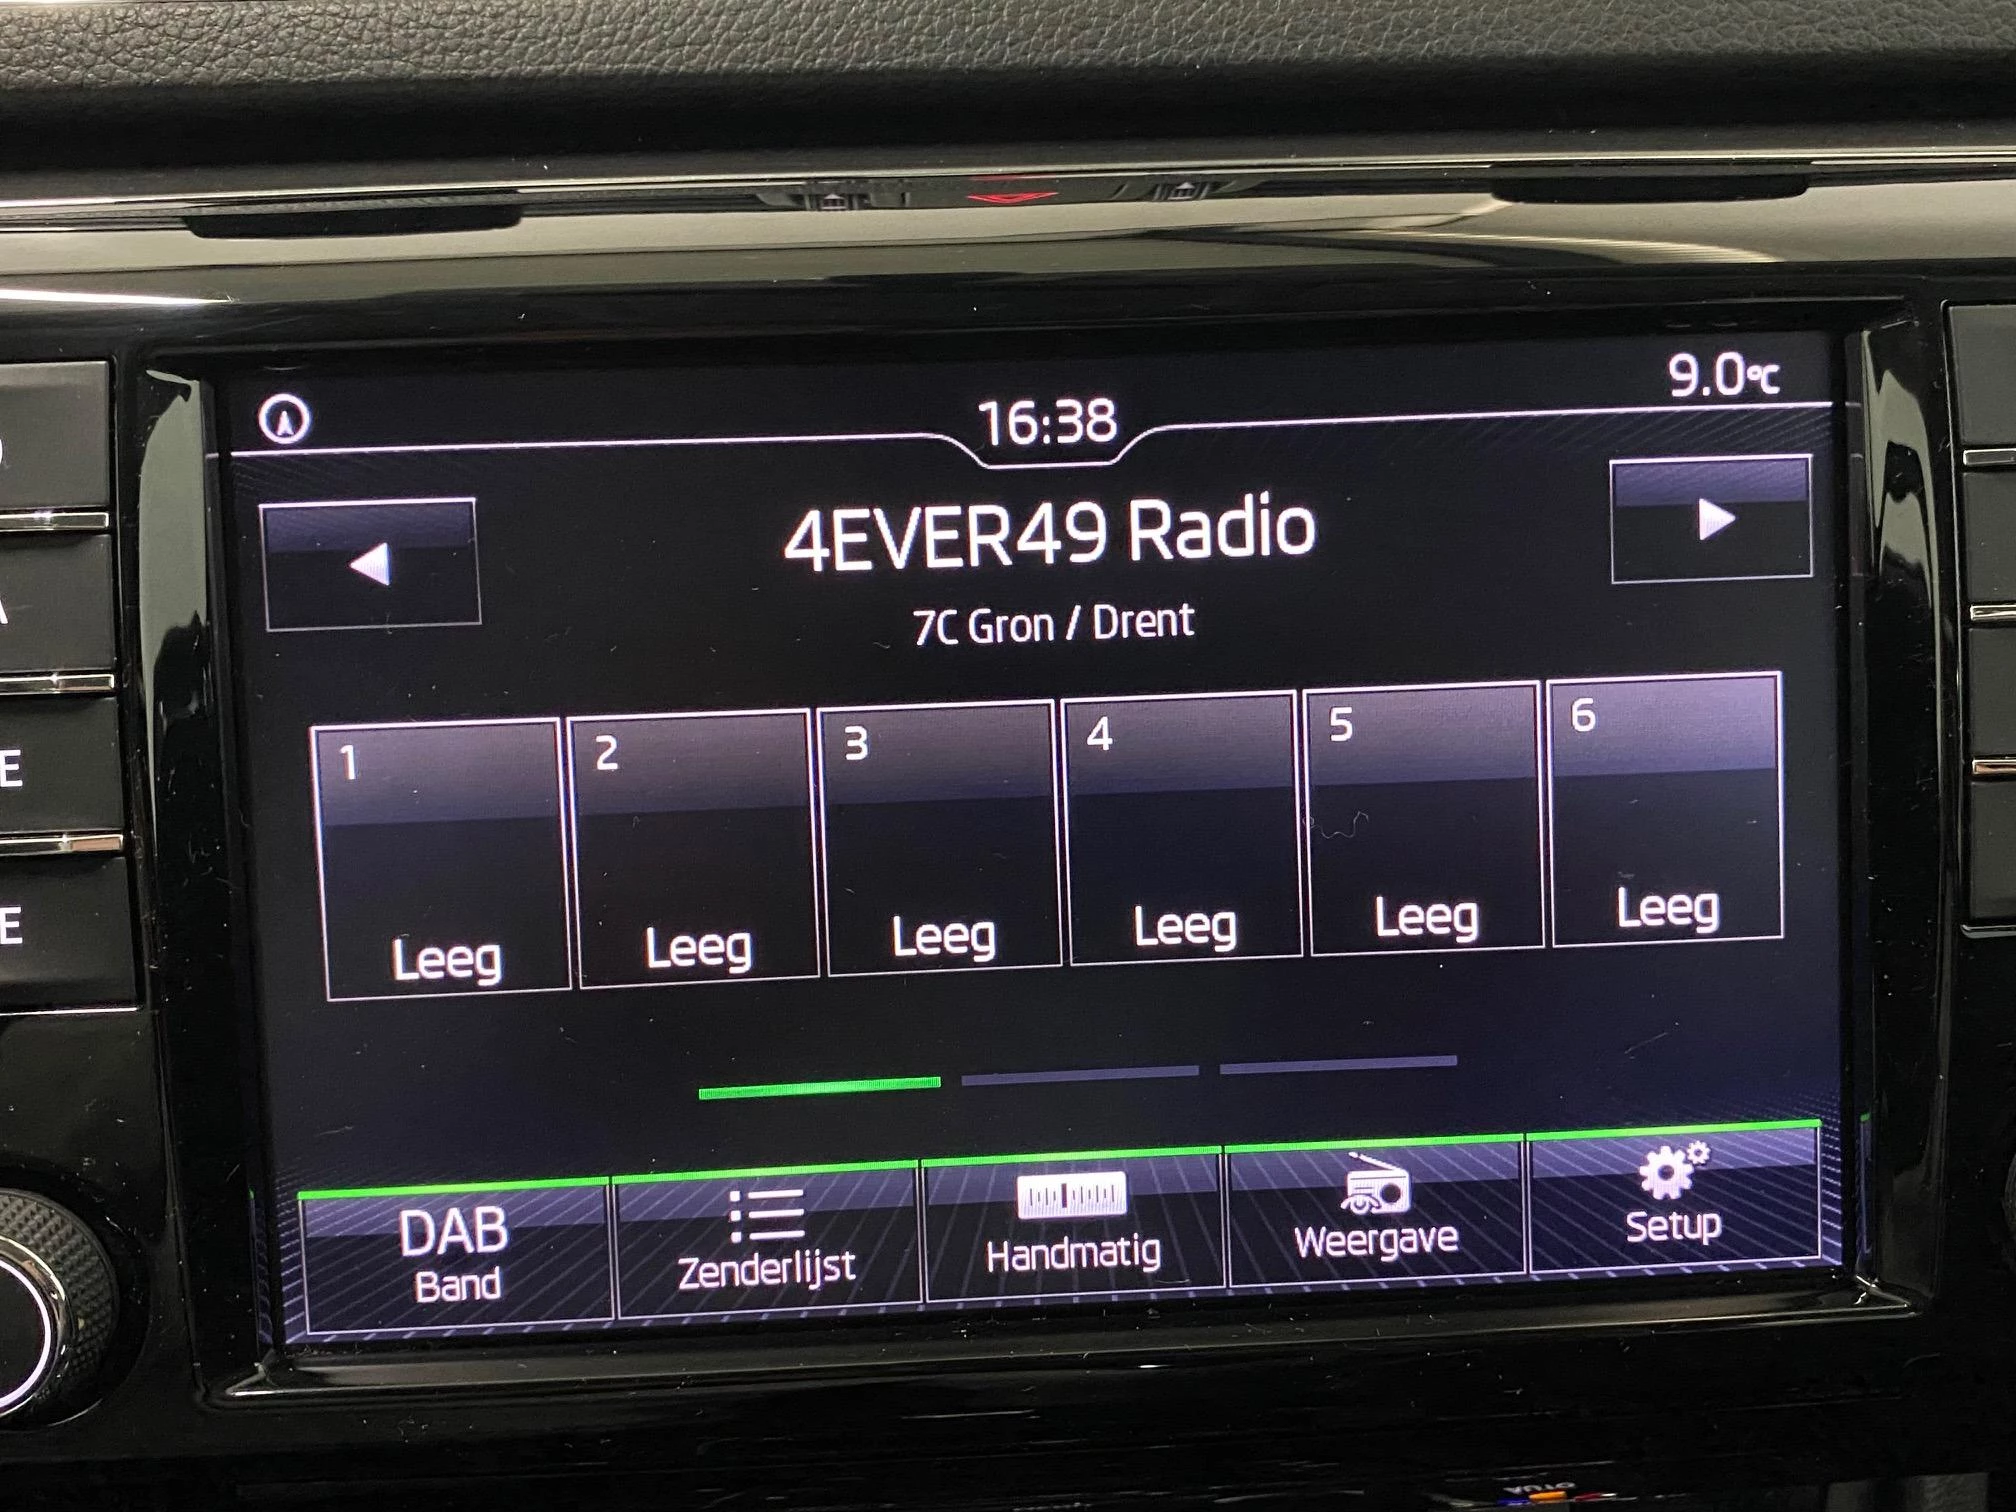 9.0°C
16:38
4EVER49 Radio
7C Gron / Drent
1 2 3 4 5 6
Leeg Leeg Leeg Leeg Leeg Leeg
DAB
Band
Zenderlijst
Handmatig
Weergave
Setup
E
E